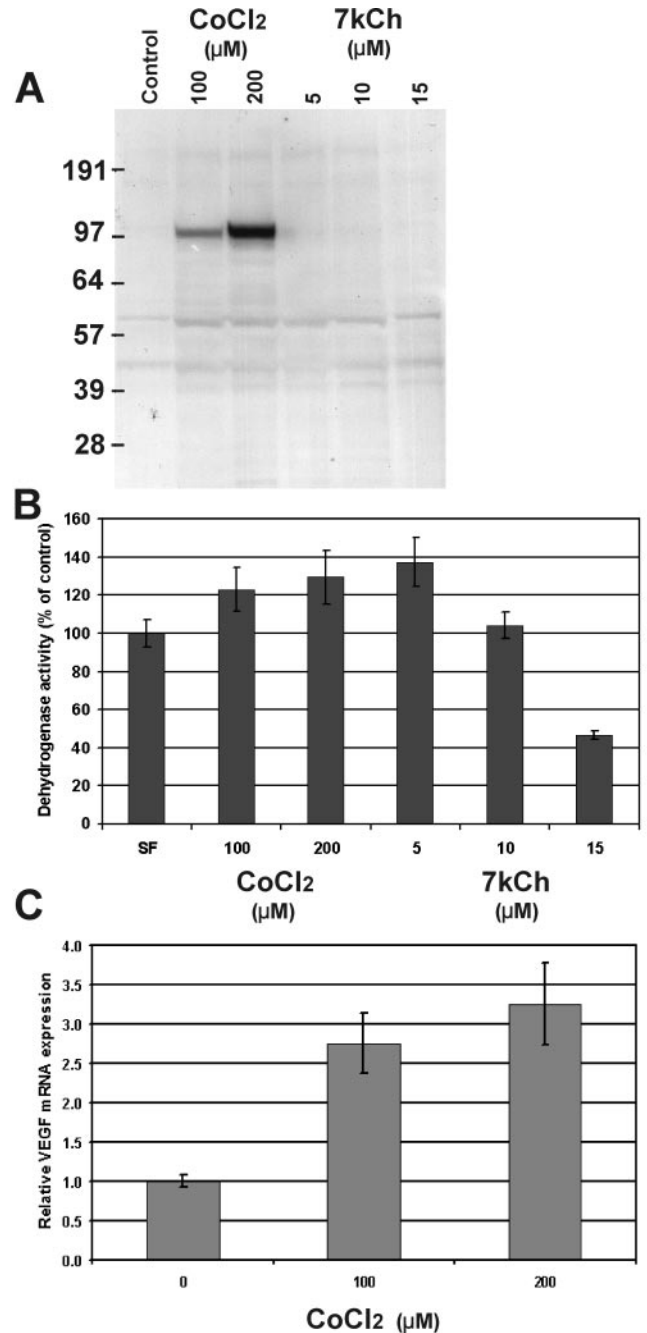 CoCl2 7kCh
(µM) (µM)
A
Control 100 200 5 10 15
191
97
64
57
39
28
B
Dehydrogenase activity (% of control)
160
140
120
100
80
60
40
20
0
SF 100 200 5 10 15
CoCl2 7kCh
(µM) (µM)
C
Relative VEGF mRNA expression
4.0
3.5
3.0
2.5
2.0
1.5
1.0
0.5
0.0
0 100 200
CoCl2 (µM)